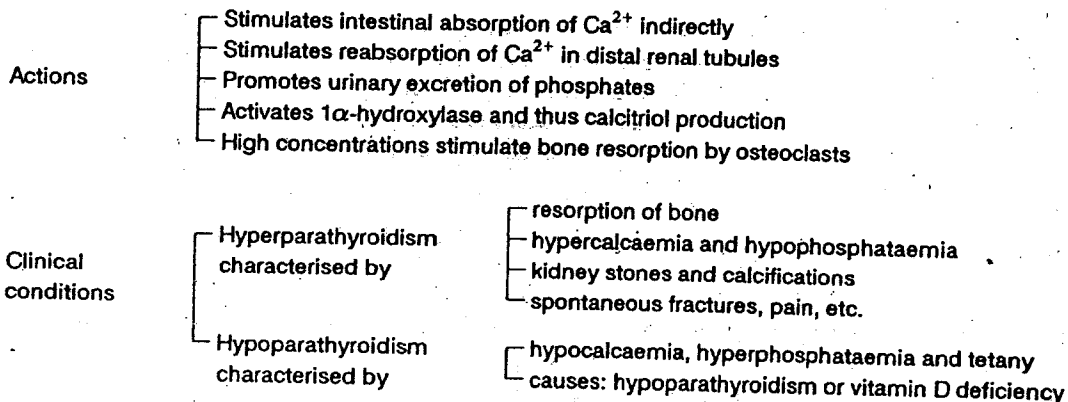 Actions
Stimulates intestinal absorption of Ca²⁺ indirectly
Stimulates reabsorption of Ca²⁺ in distal renal tubules
Promotes urinary excretion of phosphates
Activates 1α-hydroxylase and thus calcitriol production
High concentrations stimulate bone resorption by osteoclasts
Clinical
conditions
Hyperparathyroidism
characterised by
resorption of bone
hypercalcaemia and hypophosphataemia
kidney stones and calcifications
spontaneous fractures, pain, etc.
Hypoparathyroidism
characterised by
hypocalcaemia, hyperphosphataemia and tetany
causes: hypoparathyroidism or vitamin D deficiency